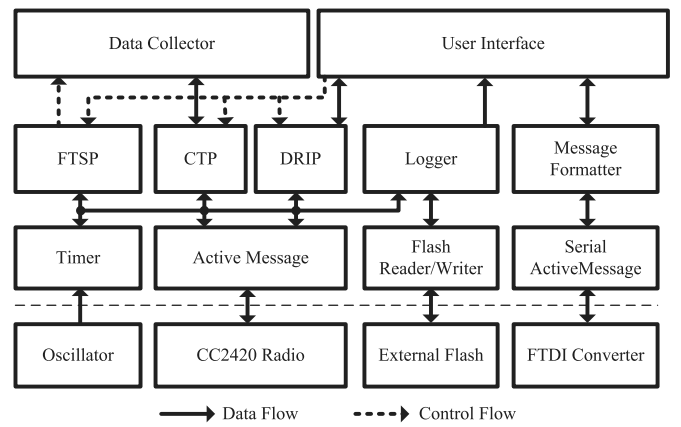 Data Collector
User Interface
FTSP
CTP
DRIP
Logger
Message
Formatter
Timer
Active Message
Flash
Reader/Writer
Serial
ActiveMessage
Oscillator
CC2420 Radio
External Flash
FTDI Converter
Data Flow
Control Flow